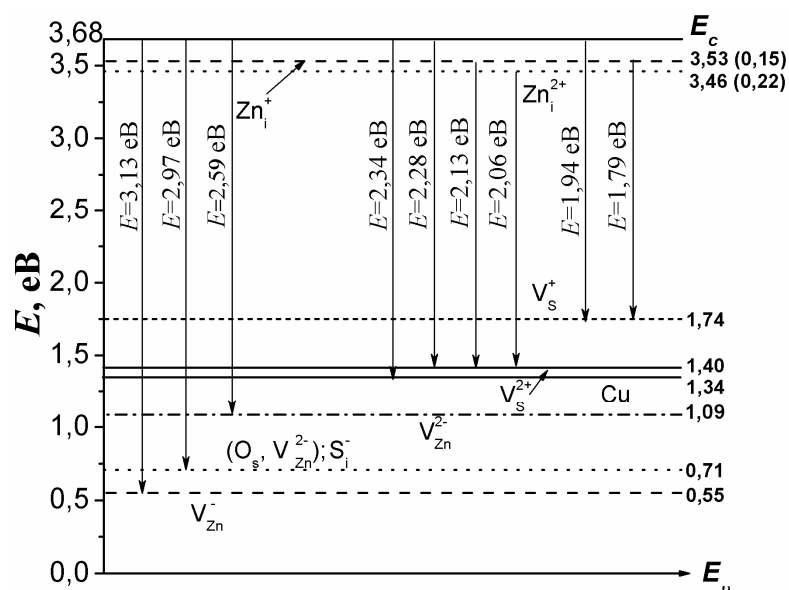 3,68
E_c
3,5
3,53 (0,15)
3,46 (0,22)
Zn_i^+
Zn_i^2+
3,0
E=3,13 eB
E=2,97 eB
E=2,59 eB
E=2,34 eB
E=2,28 eB
E=2,13 eB
E=2,06 eB
E=1,94 eB
E=1,79 eB
2,5
E, eB
2,0
V_S^+
1,74
1,5
1,40
V_S^2+
Cu
1,34
1,09
1,0
V_Zn^2-
(O_s, V_Zn^2-); S_i^-
0,71
0,5
0,55
V_Zn^-
0,0
E_υ